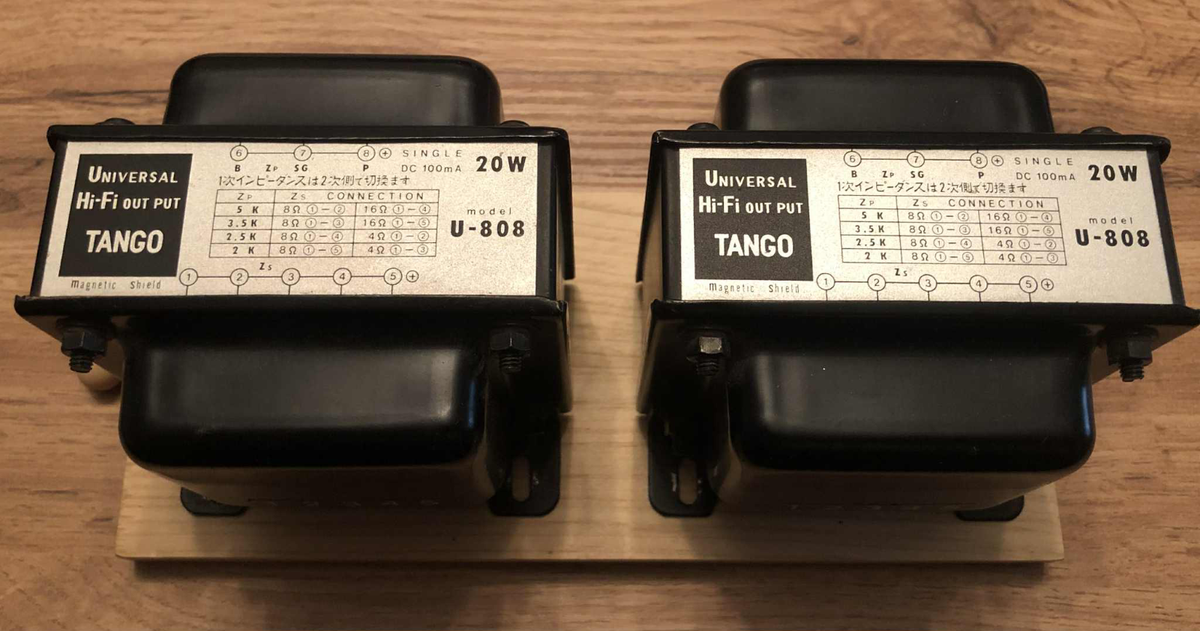 UNIVERSAL
Hi-Fi OUT PUT
TANGO
Magnetic Shield
⑥ ⑦ ⑧ ⊕ SINGLE
B Zp SG P DC 100mA
20W
1次インピーダンスは2次側で切換ます
Zp Zs CONNECTION
5 K 8Ω ①-② 16Ω ①-④
3.5K 8Ω ①-③ 16Ω ①-⑤
2.5K 8Ω ①-④ 4Ω ①-②
2 K 8Ω ①-⑤ 4Ω ①-③
Zs
① ② ③ ④ ⑤ ⊕
model
U-808
UNIVERSAL
Hi-Fi OUT PUT
TANGO
Magnetic Shield
⑥ ⑦ ⑧ ⊕ SINGLE
B Zp SG P DC 100mA
20W
1次インピーダンスは2次側で切換ます
Zp Zs CONNECTION
5 K 8Ω ①-② 16Ω ①-④
3.5K 8Ω ①-③ 16Ω ①-⑤
2.5K 8Ω ①-④ 4Ω ①-②
2 K 8Ω ①-⑤ 4Ω ①-③
Zs
① ② ③ ④ ⑤ ⊕
model
U-808